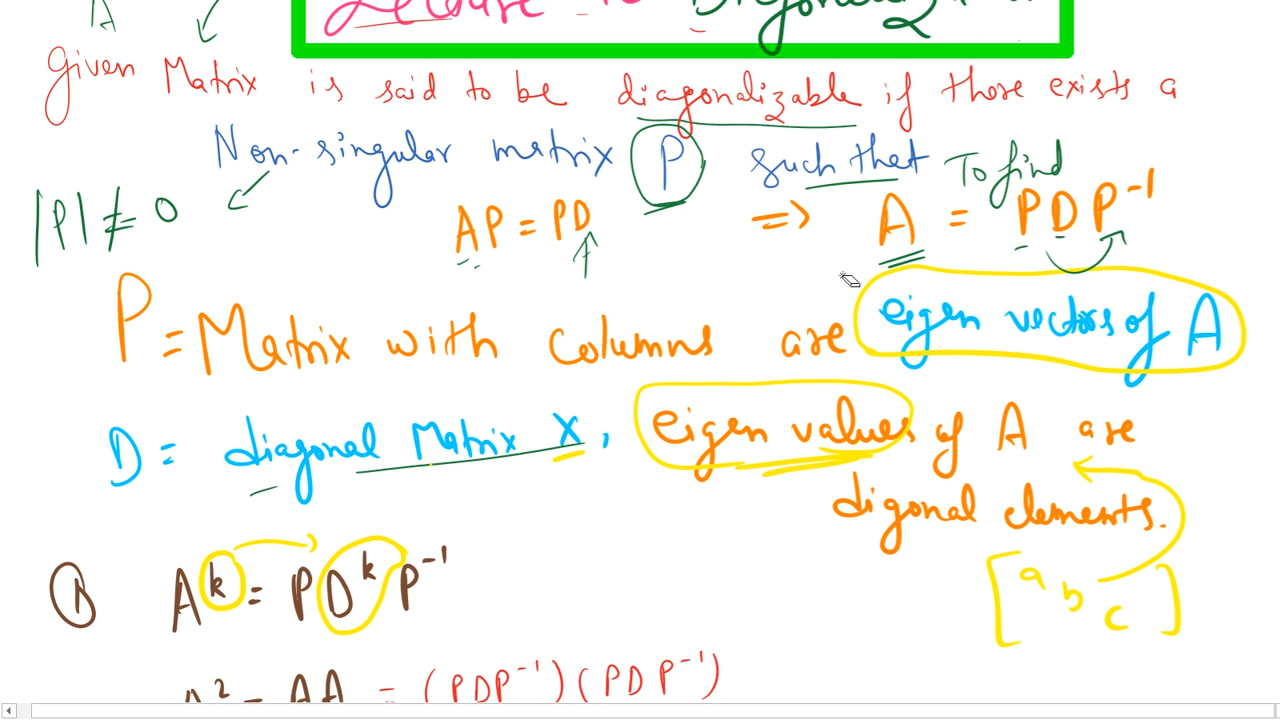 A
Given Matrix is said to be diagonalizable if there exists a
Non-singular matrix P such that To find
|P| ≠ 0 AP = PD => A = PDP⁻¹
P = Matrix with columns are eigen vectors of A
D = diagonal Matrix X, eigen values of A are
digonal elements.
[a b c]
① Aᵏ = PDᵏP⁻¹
A² = AA = (PDP⁻¹)(PDP⁻¹)